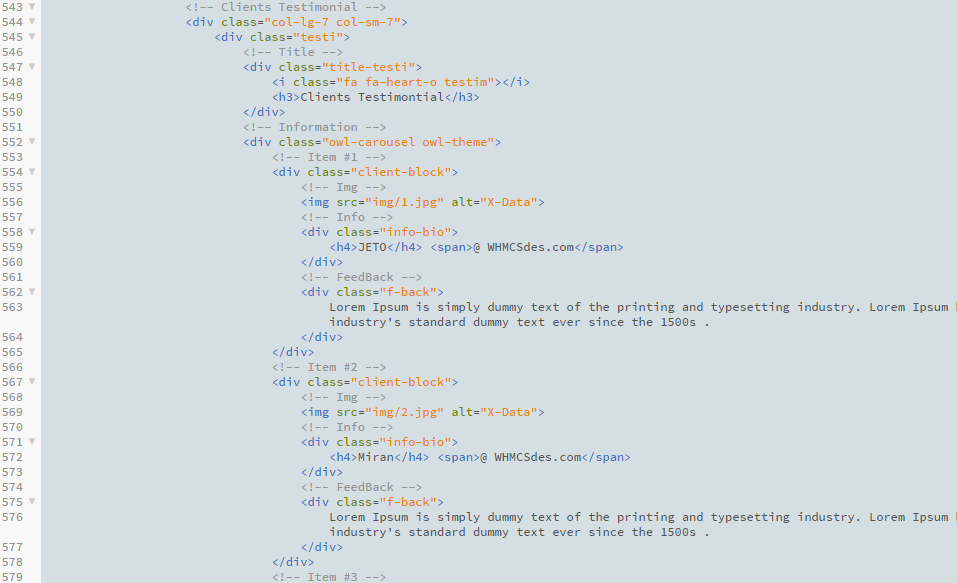 543 <!-- Clients Testimonial -->
544 <div class="col-lg-7 col-sm-7">
545 <div class="testi">
546 <!-- Title -->
547 <div class="title-testi">
548 <i class="fa fa-heart-o testim"></i>
549 <h3>Clients Testimontial</h3>
550 </div>
551 <!-- Information -->
552 <div class="owl-carousel owl-theme">
553 <!-- Item #1 -->
554 <div class="client-block">
555 <!-- Img -->
556 <img src="img/1.jpg" alt="X-Data">
557 <!-- Info -->
558 <div class="info-bio">
559 <h4>JETO</h4> <span>@ WHMCSdes.com</span>
560 </div>
561 <!-- FeedBack -->
562 <div class="f-back">
563 Lorem Ipsum is simply dummy text of the printing and typesetting industry. Lorem Ipsum
industry's standard dummy text ever since the 1500s .
564 </div>
565 </div>
566 <!-- Item #2 -->
567 <div class="client-block">
568 <!-- Img -->
569 <img src="img/2.jpg" alt="X-Data">
570 <!-- Info -->
571 <div class="info-bio">
572 <h4>Miran</h4> <span>@ WHMCSdes.com</span>
573 </div>
574 <!-- FeedBack -->
575 <div class="f-back">
576 Lorem Ipsum is simply dummy text of the printing and typesetting industry. Lorem Ipsum
industry's standard dummy text ever since the 1500s .
577 </div>
578 </div>
579 <!-- Item #3 -->